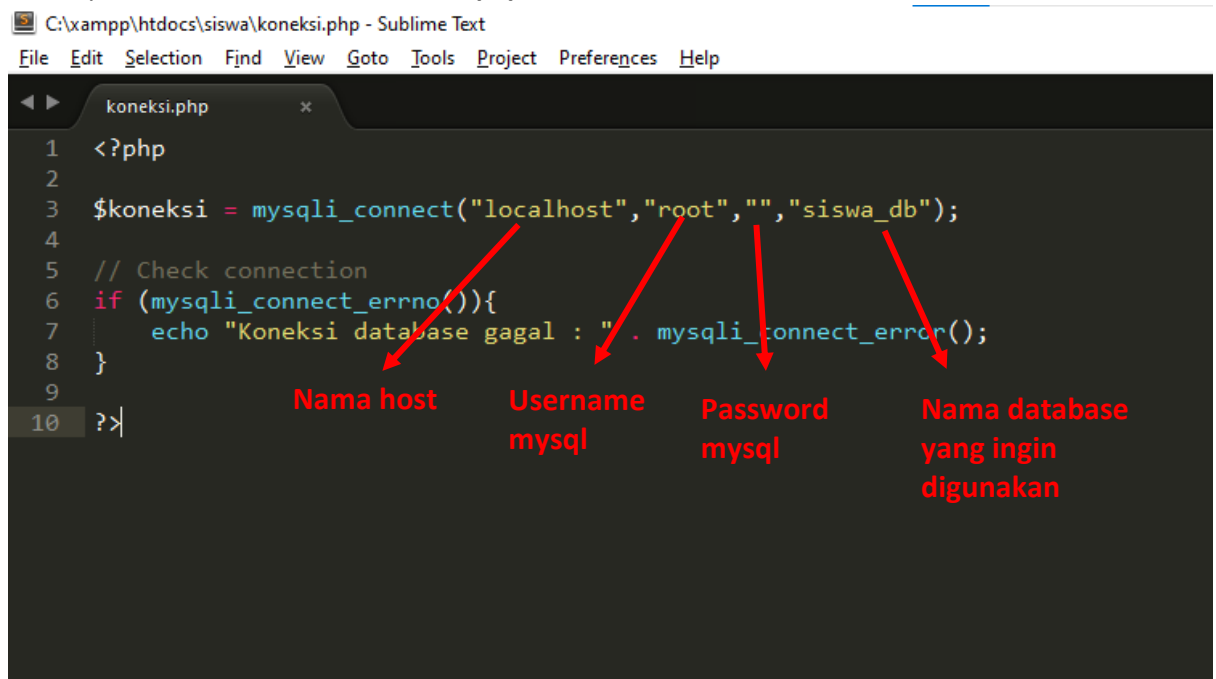 C:\xampp\htdocs\siswa\koneksi.php - Sublime Text
File Edit Selection Find View Goto Tools Project Preferences Help
koneksi.php ×
1 <?php
2
3 $koneksi = mysqli_connect("localhost","root","","siswa_db");
4
5 // Check connection
6 if (mysqli_connect_errno()){
7 echo "Koneksi database gagal : " . mysqli_connect_error();
8 }
9
10 ?>
Nama host
Username
mysql
Password
mysql
Nama database
yang ingin
digunakan